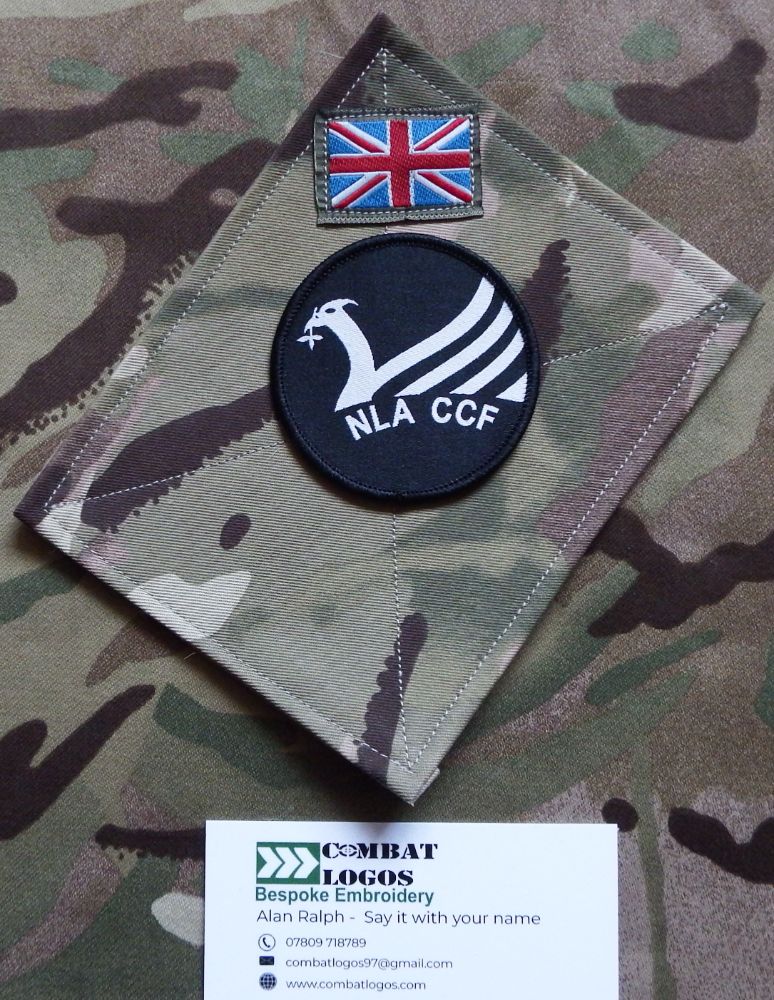 NLA CCF
COMBAT
LOGOS
Bespoke Embroidery
Alan Ralph - Say it with your name
07809 718789
combatlogos97@gmail.com
www.combatlogos.com